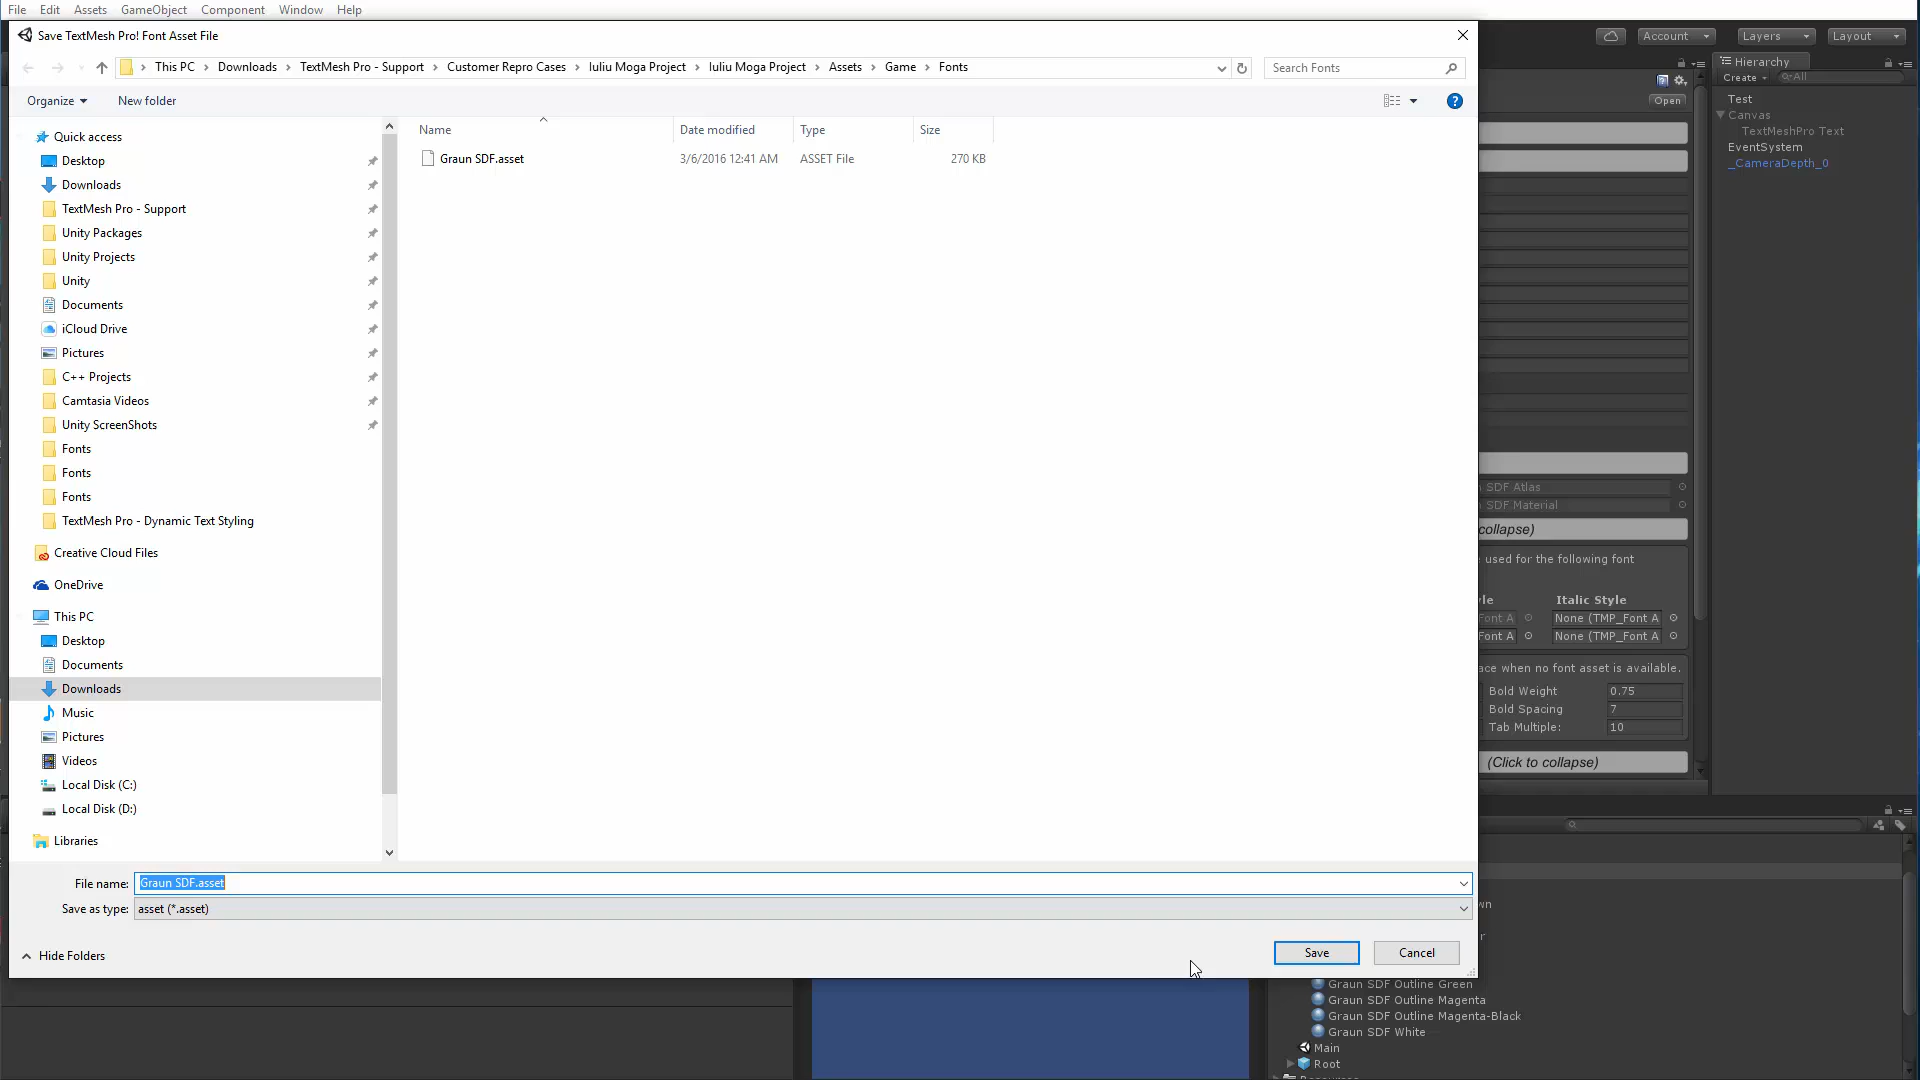 File Edit Assets GameObject Component Window Help
Save TextMesh Pro! Font Asset File
This PC > Downloads > TextMesh Pro - Support > Customer Repro Cases > Iuliu Moga Project > Iuliu Moga Project > Assets > Game > Fonts
Search Fonts
Organize New folder
Quick access
Desktop
Downloads
TextMesh Pro - Support
Unity Packages
Unity Projects
Unity
Documents
iCloud Drive
Pictures
C++ Projects
Camtasia Videos
Unity ScreenShots
Fonts
Fonts
Fonts
TextMesh Pro - Dynamic Text Styling
Creative Cloud Files
OneDrive
This PC
Desktop
Documents
Downloads
Music
Pictures
Videos
Local Disk (C:)
Local Disk (D:)
Libraries
Name Date modified Type Size
Graun SDF.asset 3/6/2016 12:41 AM ASSET File 270 KB
File name: Graun SDF.asset
Save as type: asset (*.asset)
Hide Folders
Save Cancel
Account Layers Layout
Hierarchy
Create All
Open
Test
Canvas
TextMeshPro Text
EventSystem
_CameraDepth_0
SDF Atlas
SDF Material
collapse)
used for the following font
Italic Style
Font A None (TMP_Font A
Font A None (TMP_Font A
when no font asset is available.
Bold Weight 0.75
Bold Spacing 7
Tab Multiple: 10
(Click to collapse)
Graun SDF Outline Green
Graun SDF Outline Magenta
Graun SDF Outline Magenta-Black
Graun SDF White
Main
Root